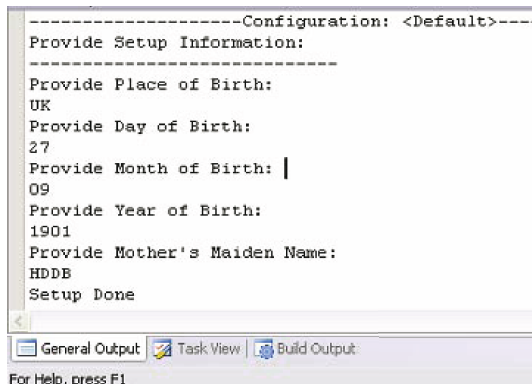 --------------------Configuration: <Default>----
Provide Setup Information:
-----------------------------
Provide Place of Birth:
UK
Provide Day of Birth:
27
Provide Month of Birth:
09
Provide Year of Birth:
1901
Provide Mother's Maiden Name:
HDDB
Setup Done
General Output Task View Build Output
For Help, press F1